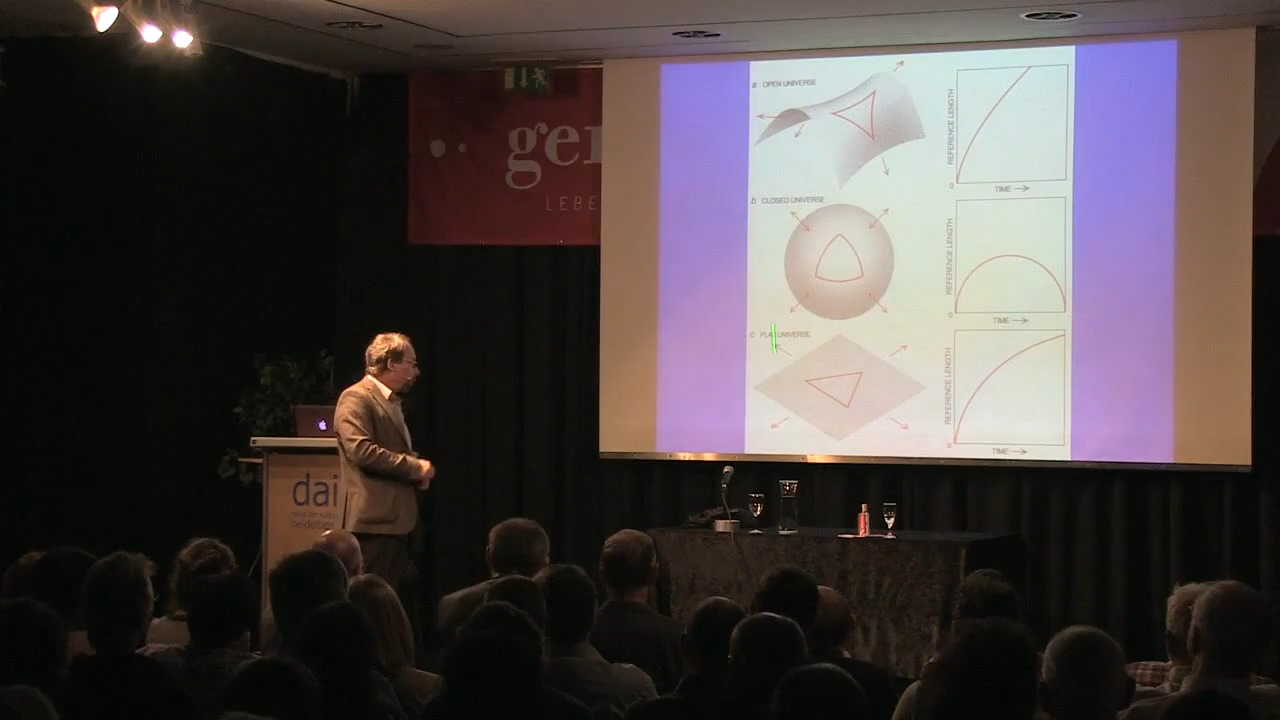 ger
LEBE
a OPEN UNIVERSE
REFERENCE LENGTH
0
TIME
b CLOSED UNIVERSE
REFERENCE LENGTH
0
TIME
c FLAT UNIVERSE
REFERENCE LENGTH
0
TIME
dai
heidelber